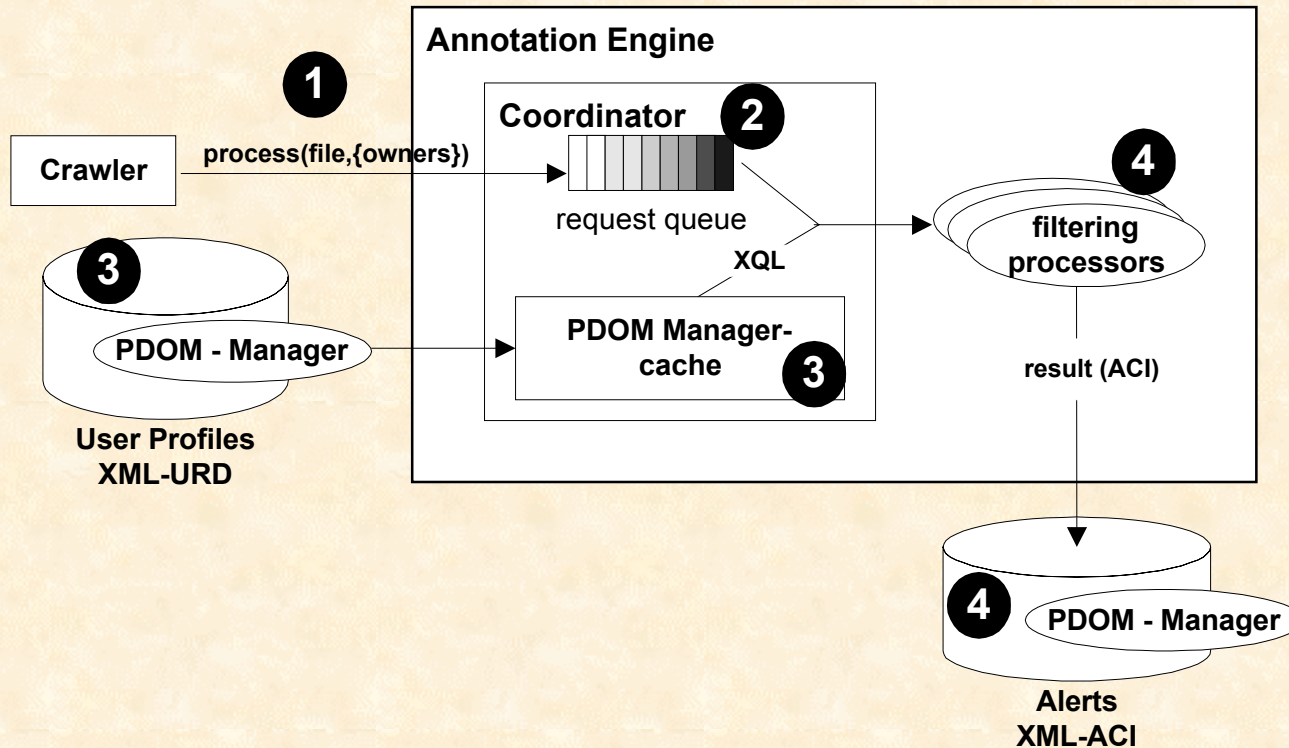 Annotation Engine
1
Coordinator
2
Crawler
process(file,{owners})
4
request queue
filtering
processors
XQL
3
PDOM - Manager
PDOM Manager-
cache
3
result (ACI)
User Profiles
XML-URD
4
PDOM - Manager
Alerts
XML-ACI